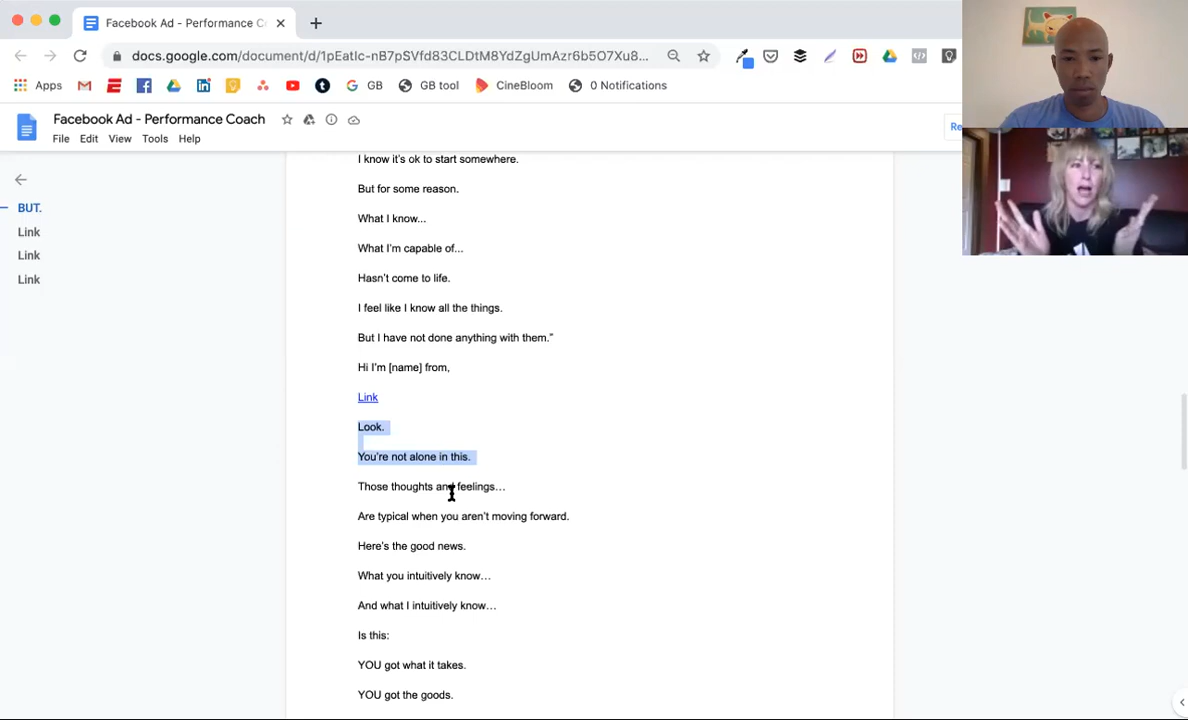 Facebook Ad - Performance C
docs.google.com/document/d/1pEatlc-nB7pSVfd83CLDtM8YdZgUmAzr6b5O7Xu8...
Apps
GB
GB tool
CineBloom
0 Notifications
Facebook Ad - Performance Coach
File Edit View Tools Help
Re
BUT.
Link
Link
Link
I know it's ok to start somewhere.
But for some reason.
What I know...
What I'm capable of...
Hasn't come to life.
I feel like I know all the things.
But I have not done anything with them."
Hi I'm [name] from,
Link
Look.
You're not alone in this.
Those thoughts and feelings…
Are typical when you aren't moving forward.
Here's the good news.
What you intuitively know…
And what I intuitively know…
Is this:
YOU got what it takes.
YOU got the goods.